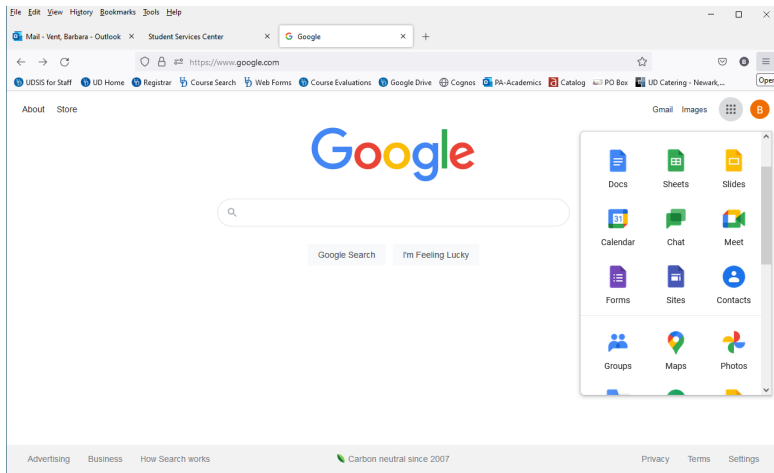 File Edit View History Bookmarks Tools Help
Mail - Vent, Barbara - Outlook × Student Services Center × G Google × +
https://www.google.com
UDSIS for Staff UD Home Registrar Course Search Web Forms Course Evaluations Google Drive Cognos PA-Academics Catalog PO Box UD Catering - Newark,... Open
About Store Gmail Images B
Google
Docs Sheets Slides
31
Calendar Chat Meet
Google Search I'm Feeling Lucky
Forms Sites Contacts
Groups Maps Photos
Advertising Business How Search works Carbon neutral since 2007 Privacy Terms Settings